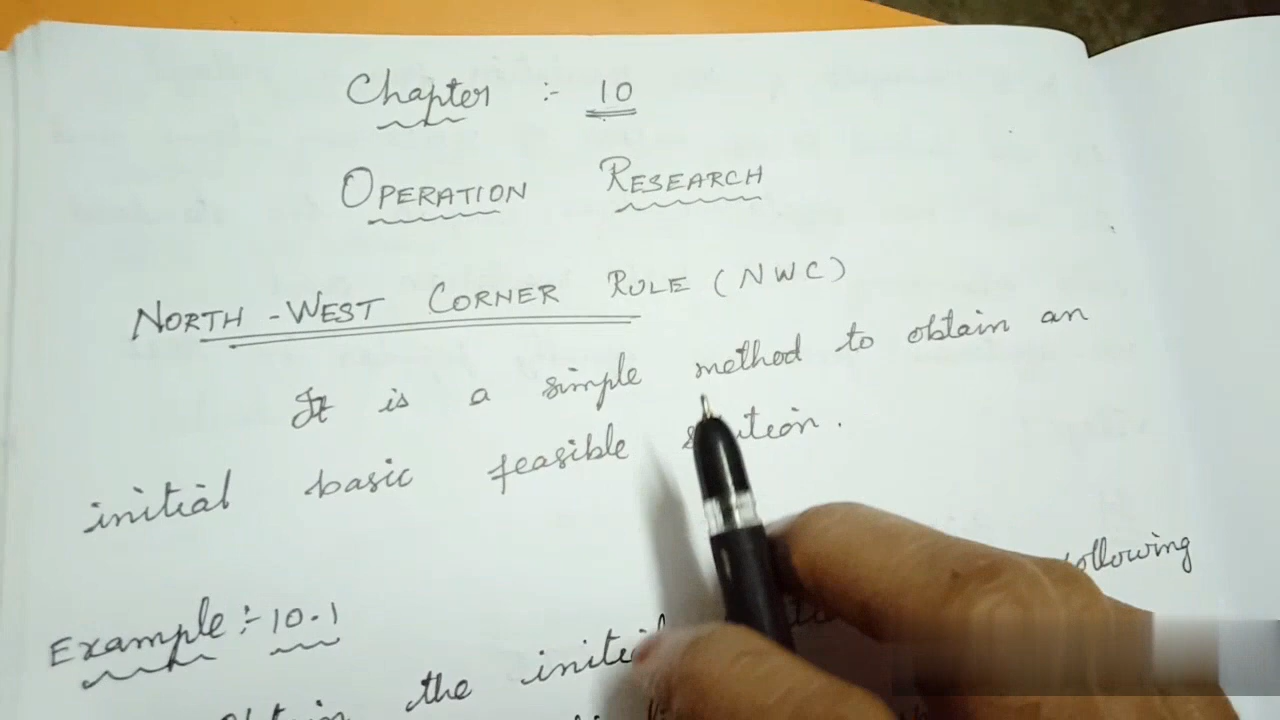 Chapter :- 10
OPERATION RESEARCH
NORTH-WEST CORNER RULE (NWC)
It is a simple method to obtain an
initial basic feasible
Example :- 10.1
following
the